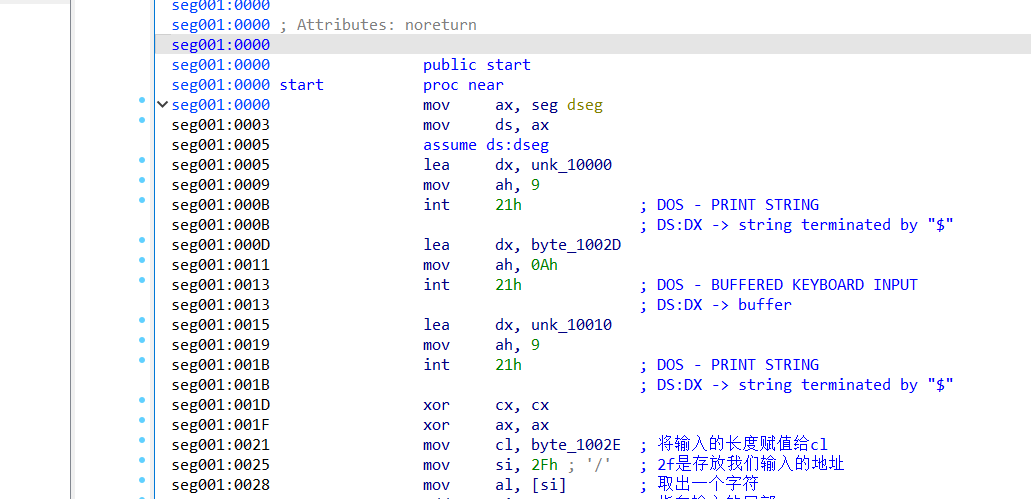 seg001:0000
seg001:0000 ; Attributes: noreturn
seg001:0000
seg001:0000 public start
seg001:0000 start proc near
seg001:0000 mov ax, seg dseg
seg001:0003 mov ds, ax
seg001:0005 assume ds:dseg
seg001:0005 lea dx, unk_10000
seg001:0009 mov ah, 9
seg001:000B int 21h ; DOS - PRINT STRING
seg001:000B ; DS:DX -> string terminated by "$"
seg001:000D lea dx, byte_1002D
seg001:0011 mov ah, 0Ah
seg001:0013 int 21h ; DOS - BUFFERED KEYBOARD INPUT
seg001:0013 ; DS:DX -> buffer
seg001:0015 lea dx, unk_10010
seg001:0019 mov ah, 9
seg001:001B int 21h ; DOS - PRINT STRING
seg001:001B ; DS:DX -> string terminated by "$"
seg001:001D xor cx, cx
seg001:001F xor ax, ax
seg001:0021 mov cl, byte_1002E ; 将输入的长度赋值给cl
seg001:0025 mov si, 2Fh ; '/' ; 2f是存放我们输入的地址
seg001:0028 mov al, [si] ; 取出一个字符